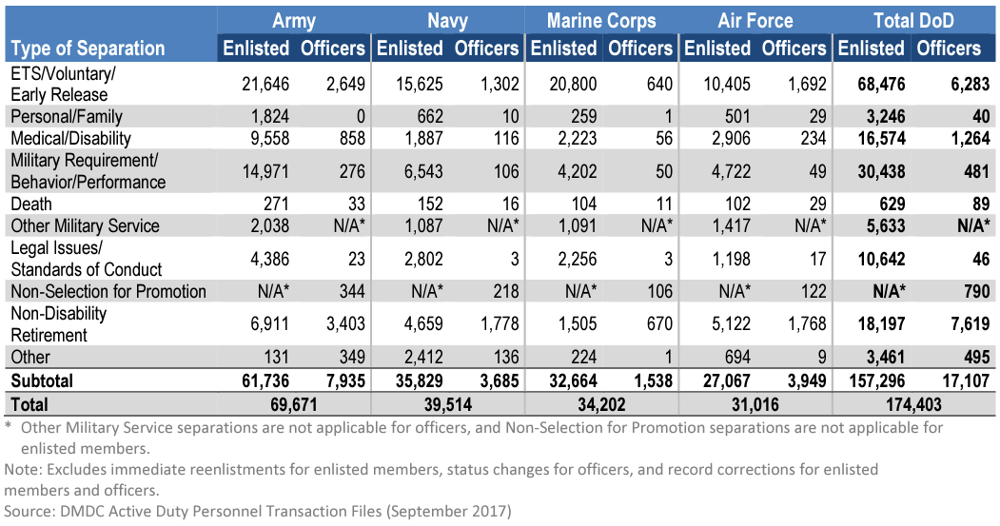 Army Navy Marine Corps Air Force Total DoD
Type of Separation Enlisted Officers Enlisted Officers Enlisted Officers Enlisted Officers Enlisted Officers
ETS/Voluntary/
Early Release 21,646 2,649 15,625 1,302 20,800 640 10,405 1,692 68,476 6,283
Personal/Family 1,824 0 662 10 259 1 501 29 3,246 40
Medical/Disability 9,558 858 1,887 116 2,223 56 2,906 234 16,574 1,264
Military Requirement/
Behavior/Performance 14,971 276 6,543 106 4,202 50 4,722 49 30,438 481
Death 271 33 152 16 104 11 102 29 629 89
Other Military Service 2,038 N/A* 1,087 N/A* 1,091 N/A* 1,417 N/A* 5,633 N/A*
Legal Issues/
Standards of Conduct 4,386 23 2,802 3 2,256 3 1,198 17 10,642 46
Non-Selection for Promotion N/A* 344 N/A* 218 N/A* 106 N/A* 122 N/A* 790
Non-Disability
Retirement 6,911 3,403 4,659 1,778 1,505 670 5,122 1,768 18,197 7,619
Other 131 349 2,412 136 224 1 694 9 3,461 495
Subtotal 61,736 7,935 35,829 3,685 32,664 1,538 27,067 3,949 157,296 17,107
Total 69,671 39,514 34,202 31,016 174,403
* Other Military Service separations are not applicable for officers, and Non-Selection for Promotion separations are not applicable for
enlisted members.
Note: Excludes immediate reenlistments for enlisted members, status changes for officers, and record corrections for enlisted
members and officers.
Source: DMDC Active Duty Personnel Transaction Files (September 2017)